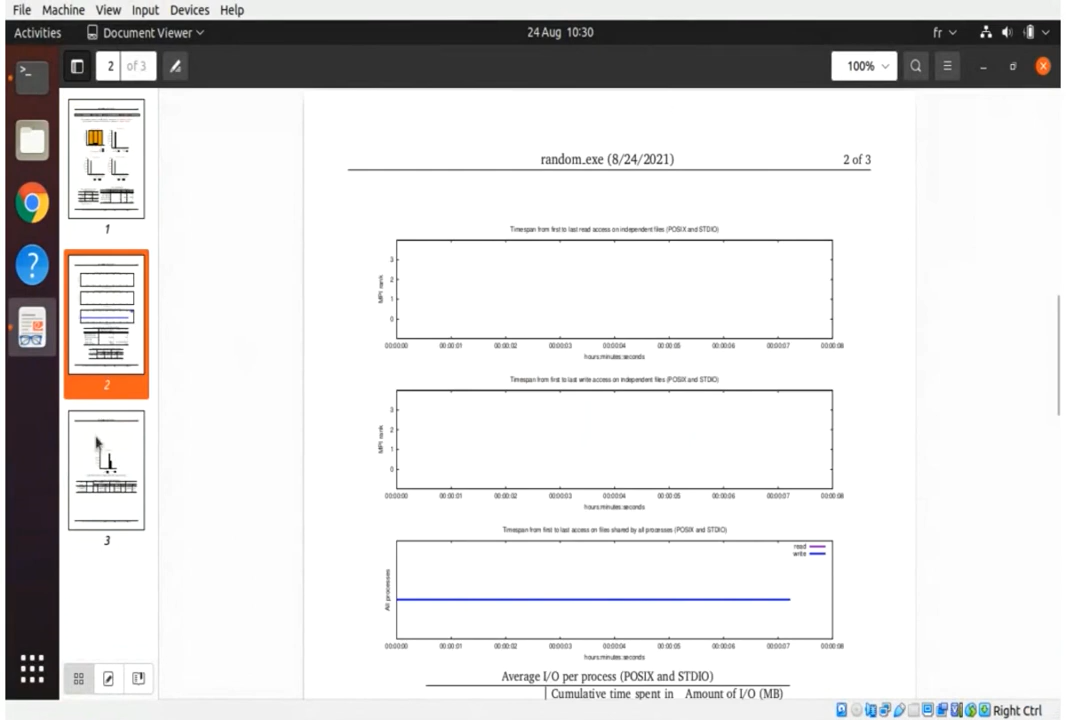 File Machine View Input Devices Help
Activities Document Viewer 24 Aug 10:30 fr
2 of 3 100%
random_exe (8/24/2021) 2 of 3
Timespan from first to last read access on independent files (POSIX and STDIO)
MPI rank
3
2
1
0
00:00:00 00:00:01 00:00:02 00:00:03 00:00:04 00:00:05 00:00:06 00:00:07 00:00:08
hours:minutes:seconds
Timespan from first to last write access on independent files (POSIX and STDIO)
MPI rank
3
2
1
0
00:00:00 00:00:01 00:00:02 00:00:03 00:00:04 00:00:05 00:00:06 00:00:07 00:00:08
hours:minutes:seconds
Timespan from first to last access on files shared by all processes (POSIX and STDIO)
read
write
All processes
00:00:00 00:00:01 00:00:02 00:00:03 00:00:04 00:00:05 00:00:06 00:00:07 00:00:08
hours:minutes:seconds
Average I/O per process (POSIX and STDIO)
Cumulative time spent in Amount of I/O (MB)
1
2
3
Right Ctrl